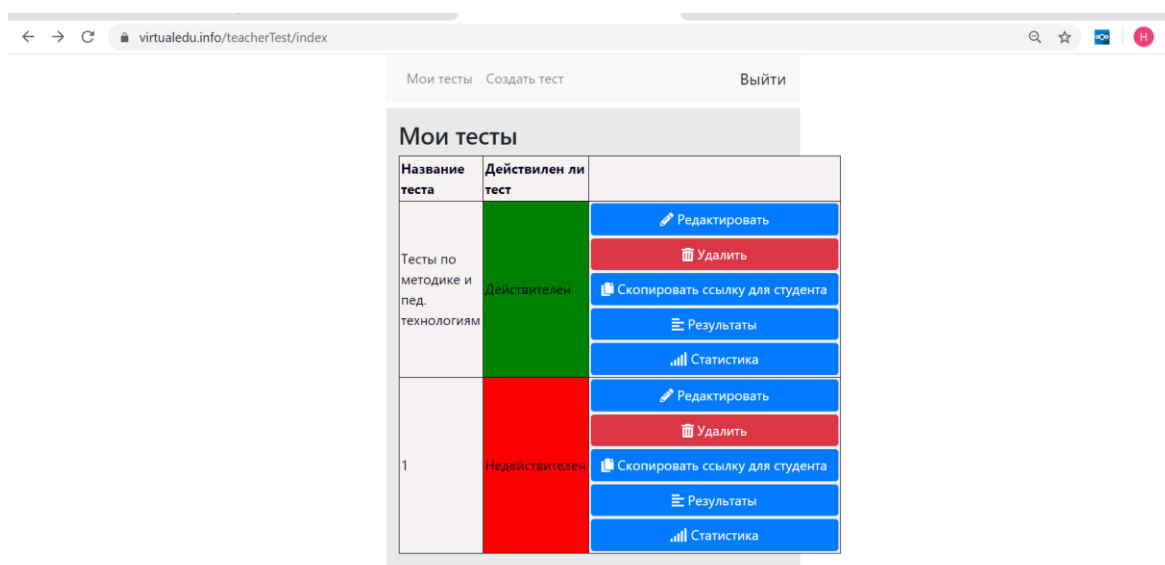 virtualedu.info/teacherTest/index
H
Мои тесты Создать тест Выйти
Мои тесты
Название
теста
Действилен ли
тест
Тесты по
методике и
пед.
технологиям
Действителен
Редактировать
Удалить
Скопировать ссылку для студента
Результаты
Статистика
1
Недействителен
Редактировать
Удалить
Скопировать ссылку для студента
Результаты
Статистика